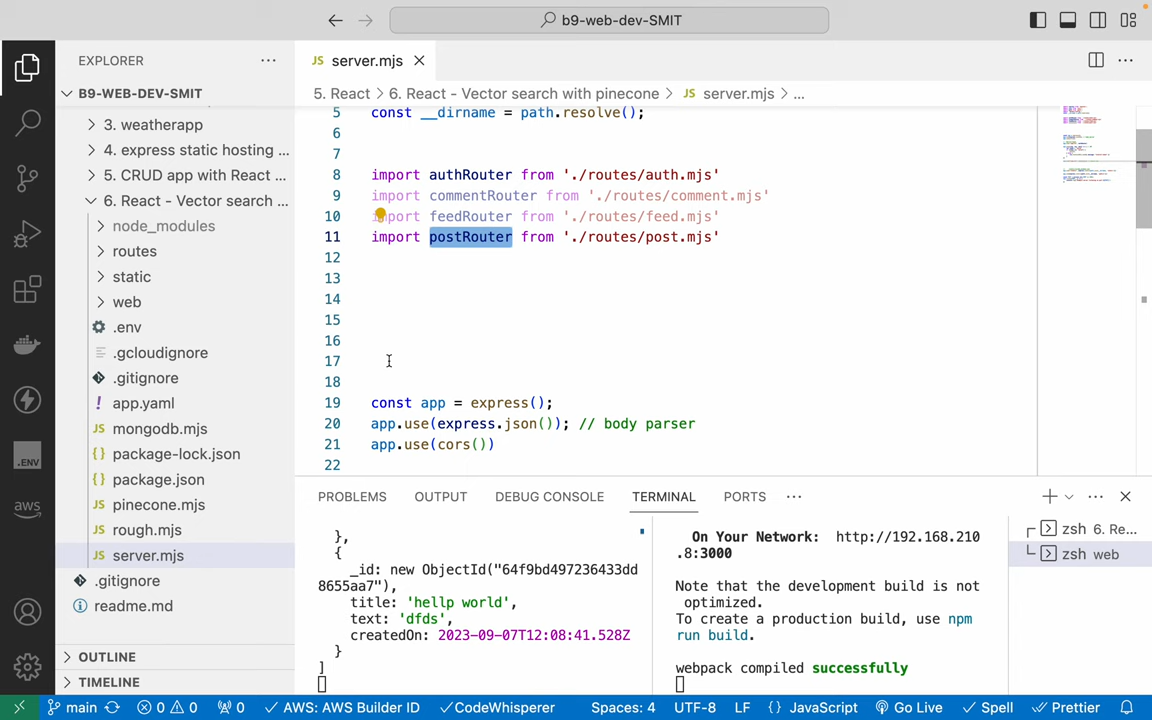 b9-web-dev-SMIT
EXPLORER
B9-WEB-DEV-SMIT
3. weatherapp
4. express static hosting ...
5. CRUD app with React ...
6. React - Vector search ...
node_modules
routes
static
web
.env
.gcloudignore
.gitignore
app.yaml
mongodb.mjs
package-lock.json
package.json
pinecone.mjs
rough.mjs
server.mjs
.gitignore
readme.md
OUTLINE
TIMELINE
JS server.mjs
5. React > 6. React - Vector search with pinecone > JS server.mjs > ...
5 const __dirname = path.resolve();
6
7
8 import authRouter from './routes/auth.mjs'
9 import commentRouter from './routes/comment.mjs'
10 import feedRouter from './routes/feed.mjs'
11 import postRouter from './routes/post.mjs'
12
13
14
15
16
17
18
19 const app = express();
20 app.use(express.json()); // body parser
21 app.use(cors())
22
PROBLEMS OUTPUT DEBUG CONSOLE TERMINAL PORTS ...
},
{
_id: new ObjectId("64f9bd497236433dd
8655aa7"),
title: 'hellp world',
text: 'dfds',
createdOn: 2023-09-07T12:08:41.528Z
}
]
On Your Network: http://192.168.210
.8:3000
Note that the development build is not
optimized.
To create a production build, use npm
run build.
webpack compiled successfully
zsh 6. Re...
zsh web
main 0 0 0 AWS: AWS Builder ID CodeWhisperer Spaces: 4 UTF-8 LF {} JavaScript Go Live Spell Prettier